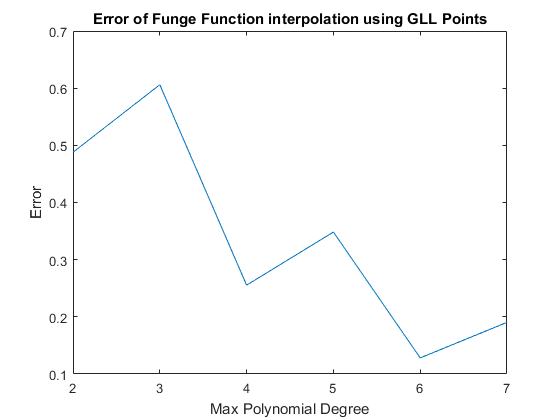 Error of Funge Function interpolation using GLL Points
0.7
0.6
0.5
0.4
0.3
0.2
0.1
Error
2 3 4 5 6 7
Max Polynomial Degree